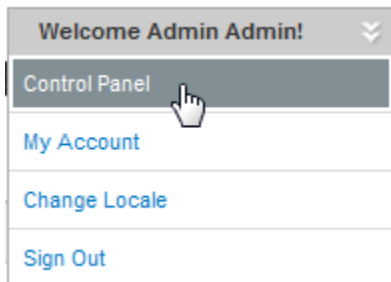 Welcome Admin Admin!
Control Panel
My Account
Change Locale
Sign Out